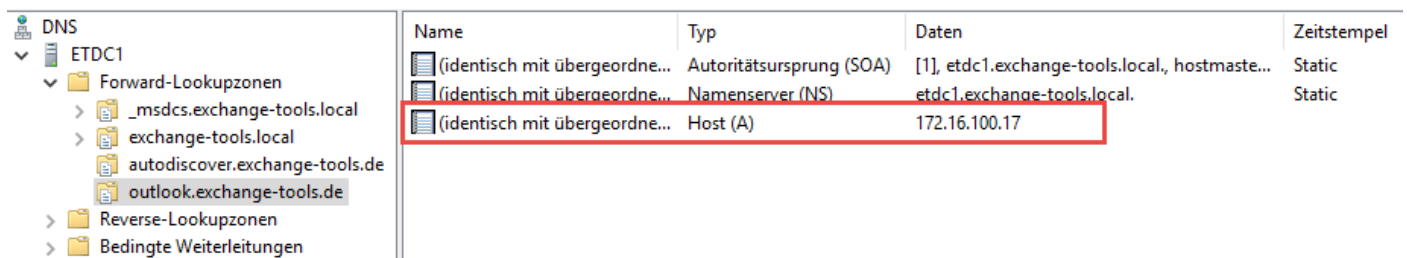 DNS
ETDC1
Forward-Lookupzonen
_msdcs.exchange-tools.local
exchange-tools.local
autodiscover.exchange-tools.de
outlook.exchange-tools.de
Reverse-Lookupzonen
Bedingte Weiterleitungen
Name Typ Daten Zeitstempel
(identisch mit übergeordne... Autoritätsursprung (SOA) [1], etdc1.exchange-tools.local., hostmaste... Static
(identisch mit übergeordne... Namenserver (NS) etdc1.exchange-tools.local. Static
(identisch mit übergeordne... Host (A) 172.16.100.17